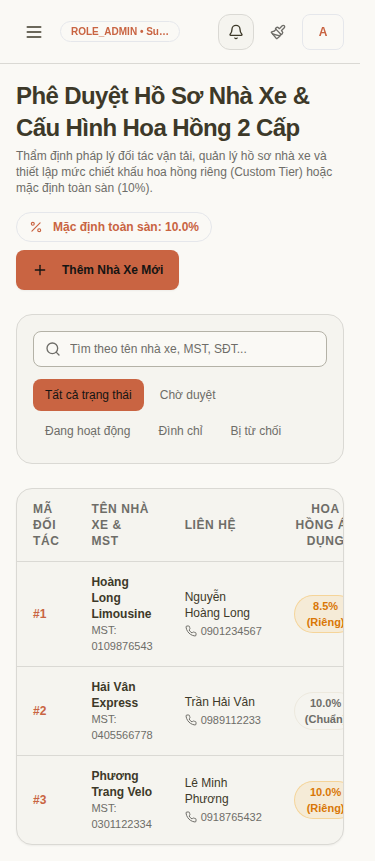 ROLE_ADMIN • Su...
A
Phê Duyệt Hồ Sơ Nhà Xe &
Cấu Hình Hoa Hồng 2 Cấp
Thẩm định pháp lý đối tác vận tải, quản lý hồ sơ nhà xe và
thiết lập mức chiết khấu hoa hồng riêng (Custom Tier) hoặc
mặc định toàn sàn (10%).
Mặc định toàn sàn: 10.0%
Thêm Nhà Xe Mới
Tìm theo tên nhà xe, MST, SĐT...
Tất cả trạng thái
Chờ duyệt
Đang hoạt động
Đình chỉ
Bị từ chối
MÃ
ĐỐI
TÁC
TÊN NHÀ
XE &
MST
LIÊN HỆ
HOA
HỒNG Á
DỤNG
#1
Hoàng
Long
Limousine
MST:
0109876543
Nguyễn
Hoàng Long
0901234567
8.5%
(Riêng)
#2
Hải Vân
Express
MST:
0405566778
Trần Hải Vân
0989112233
10.0%
(Chuẩn
#3
Phương
Trang Velo
MST:
0301122334
Lê Minh
Phương
0918765432
10.0%
(Riêng)